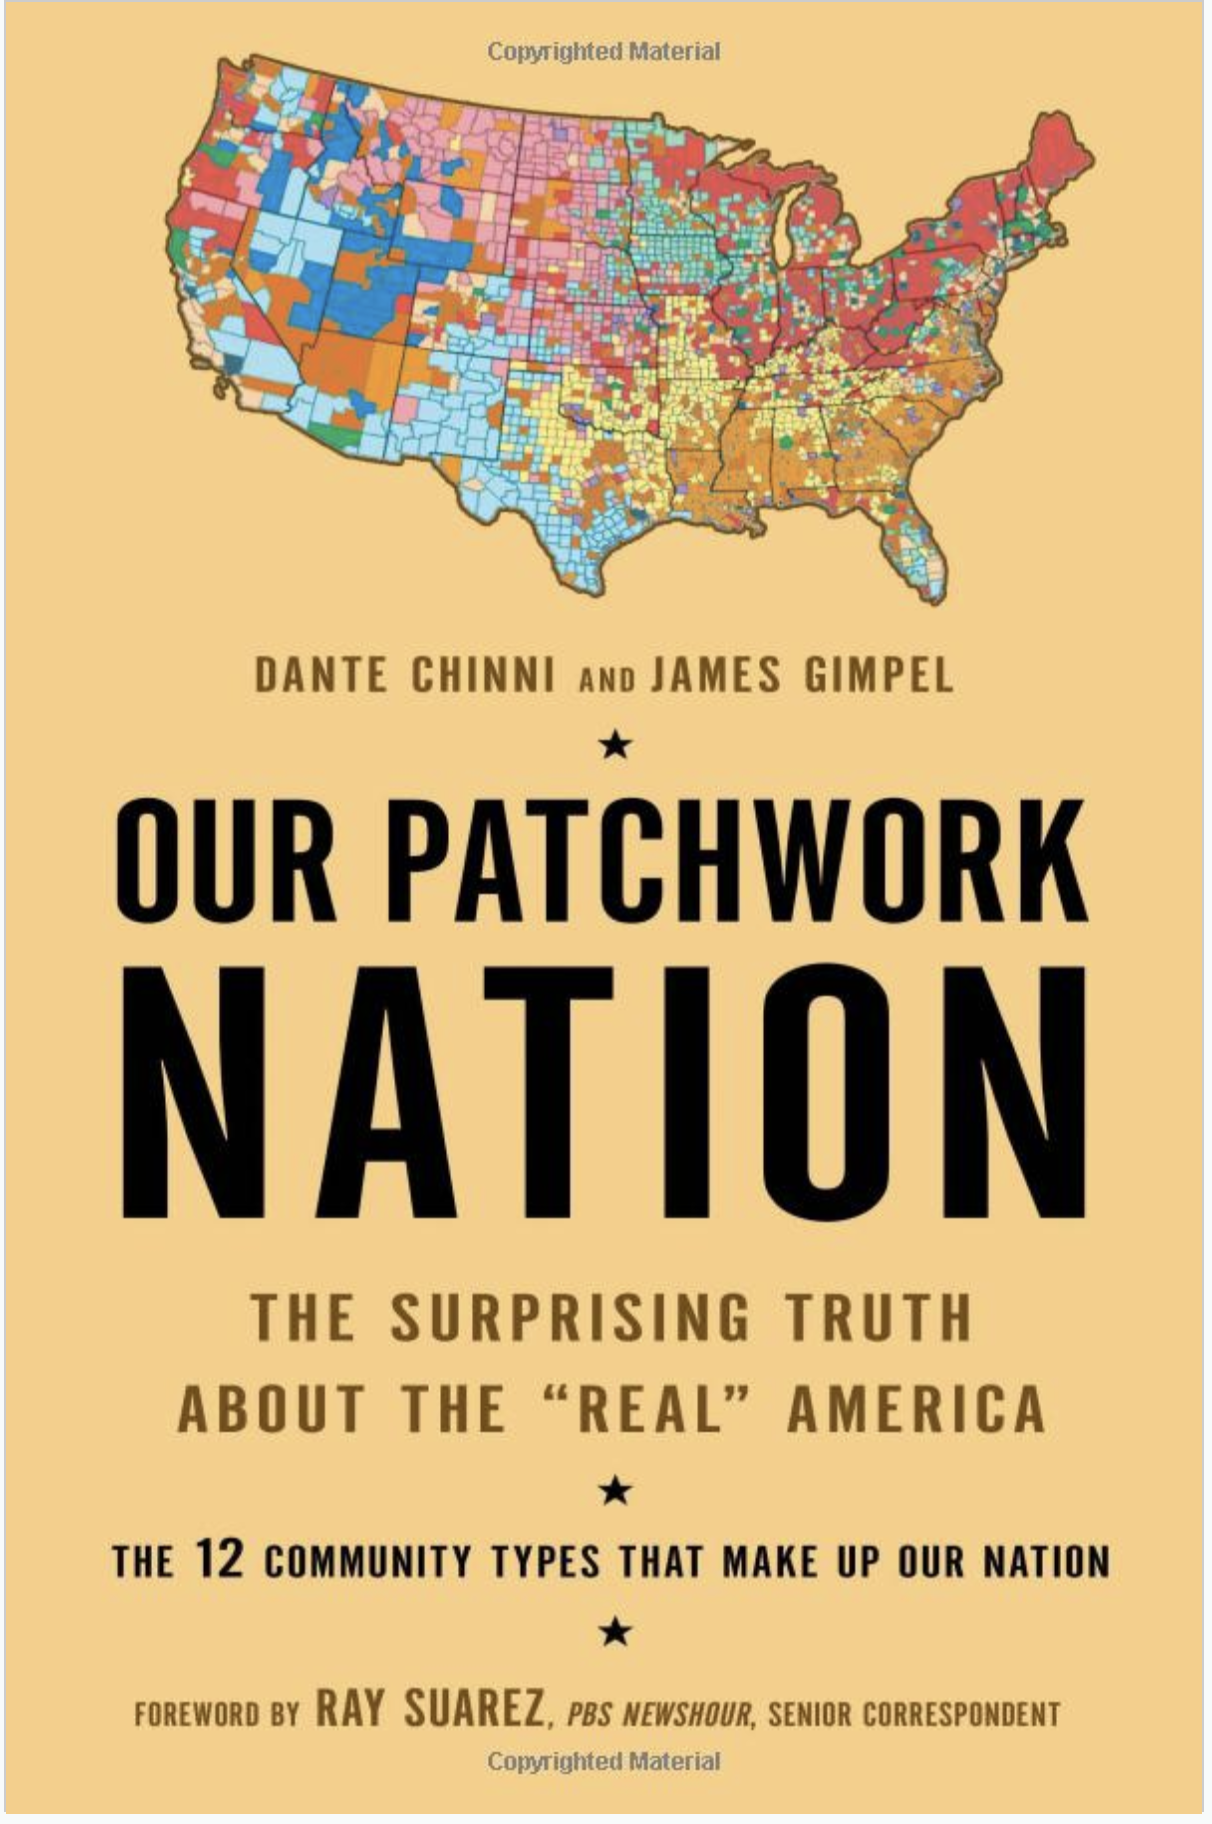 Copyrighted Material
DANTE CHINNI AND JAMES GIMPEL
OUR PATCHWORK
NATION
THE SURPRISING TRUTH
ABOUT THE “REAL” AMERICA
THE 12 COMMUNITY TYPES THAT MAKE UP OUR NATION
FOREWORD BY RAY SUAREZ, PBS NEWSHOUR, SENIOR CORRESPONDENT
Copyrighted Material